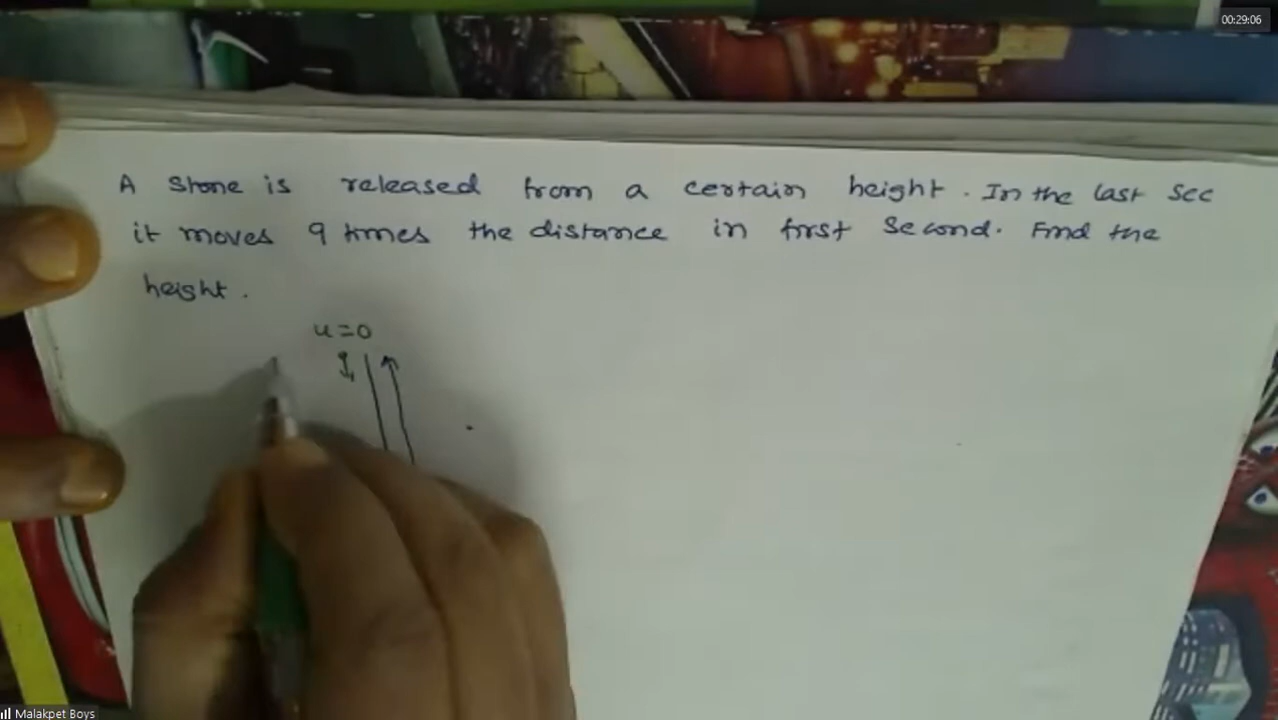 00:29:06
A stone is released from a certain height. In the last sec
it moves 9 times the distance in first second. Find the
height.
u=0
Malakpet Boys